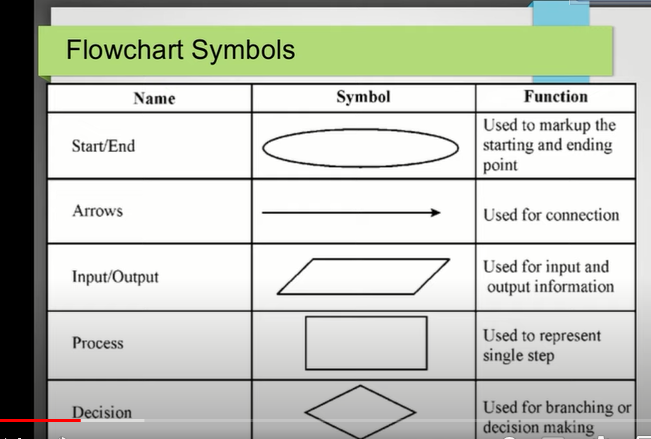 Flowchart Symbols
Name Symbol Function
Start/End
Used to markup the
starting and ending
point
Arrows
Used for connection
Input/Output
Used for input and
output information
Process
Used to represent
single step
Decision
Used for branching or
decision making